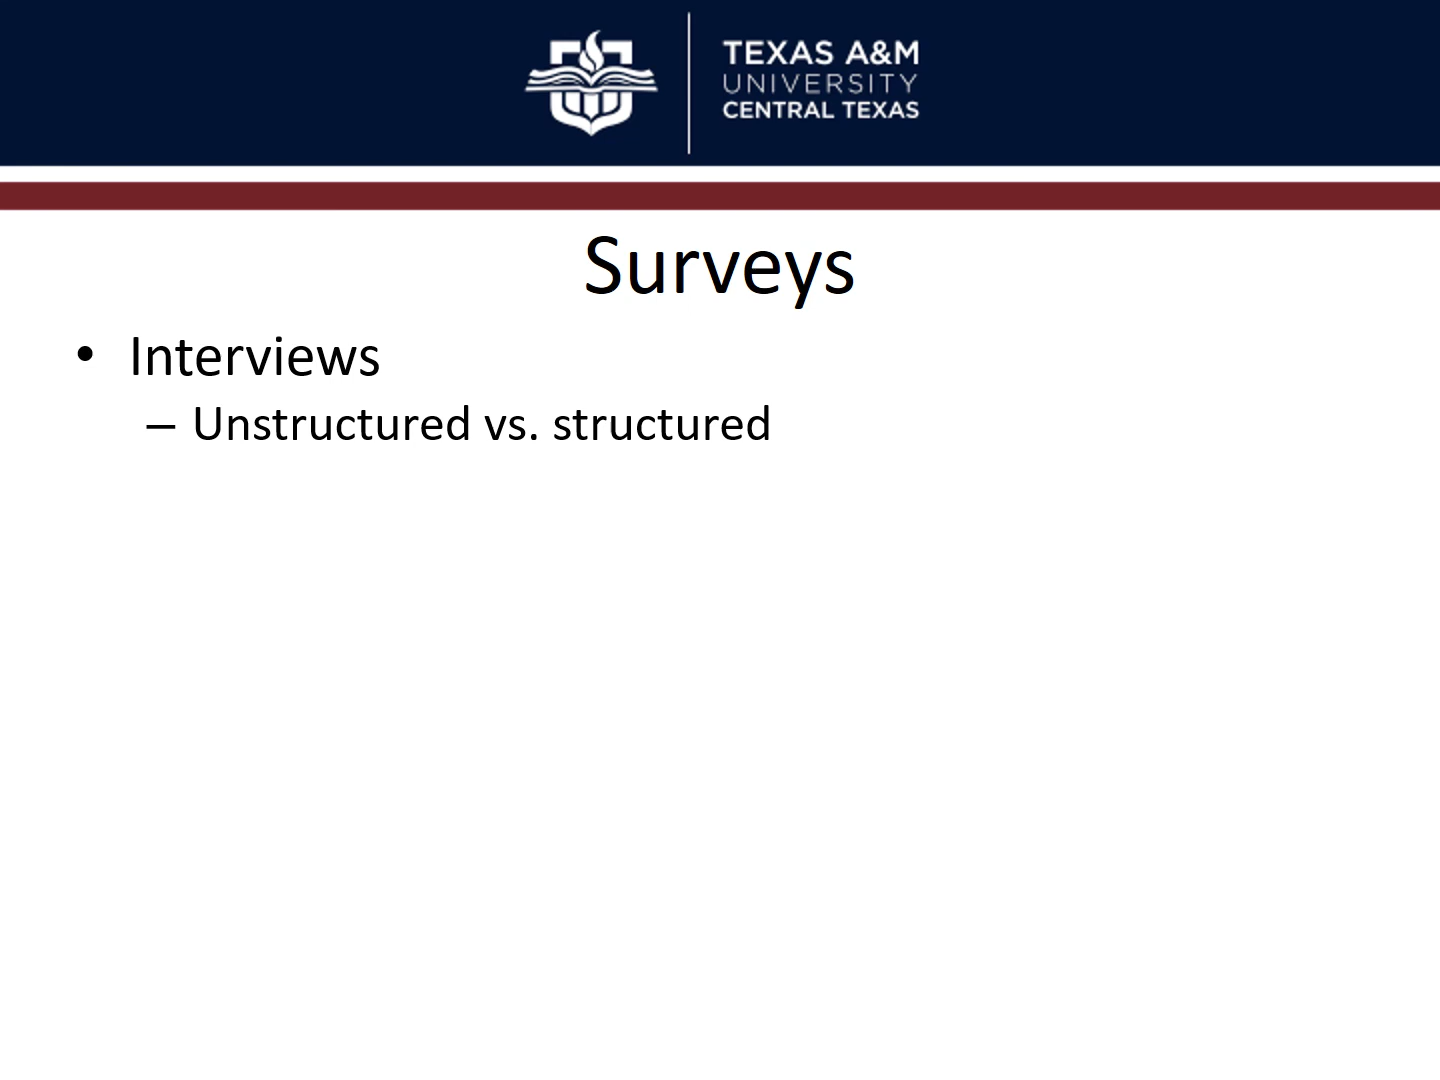 TEXAS A&M
UNIVERSITY
CENTRAL TEXAS
Surveys
• Interviews
– Unstructured vs. structured